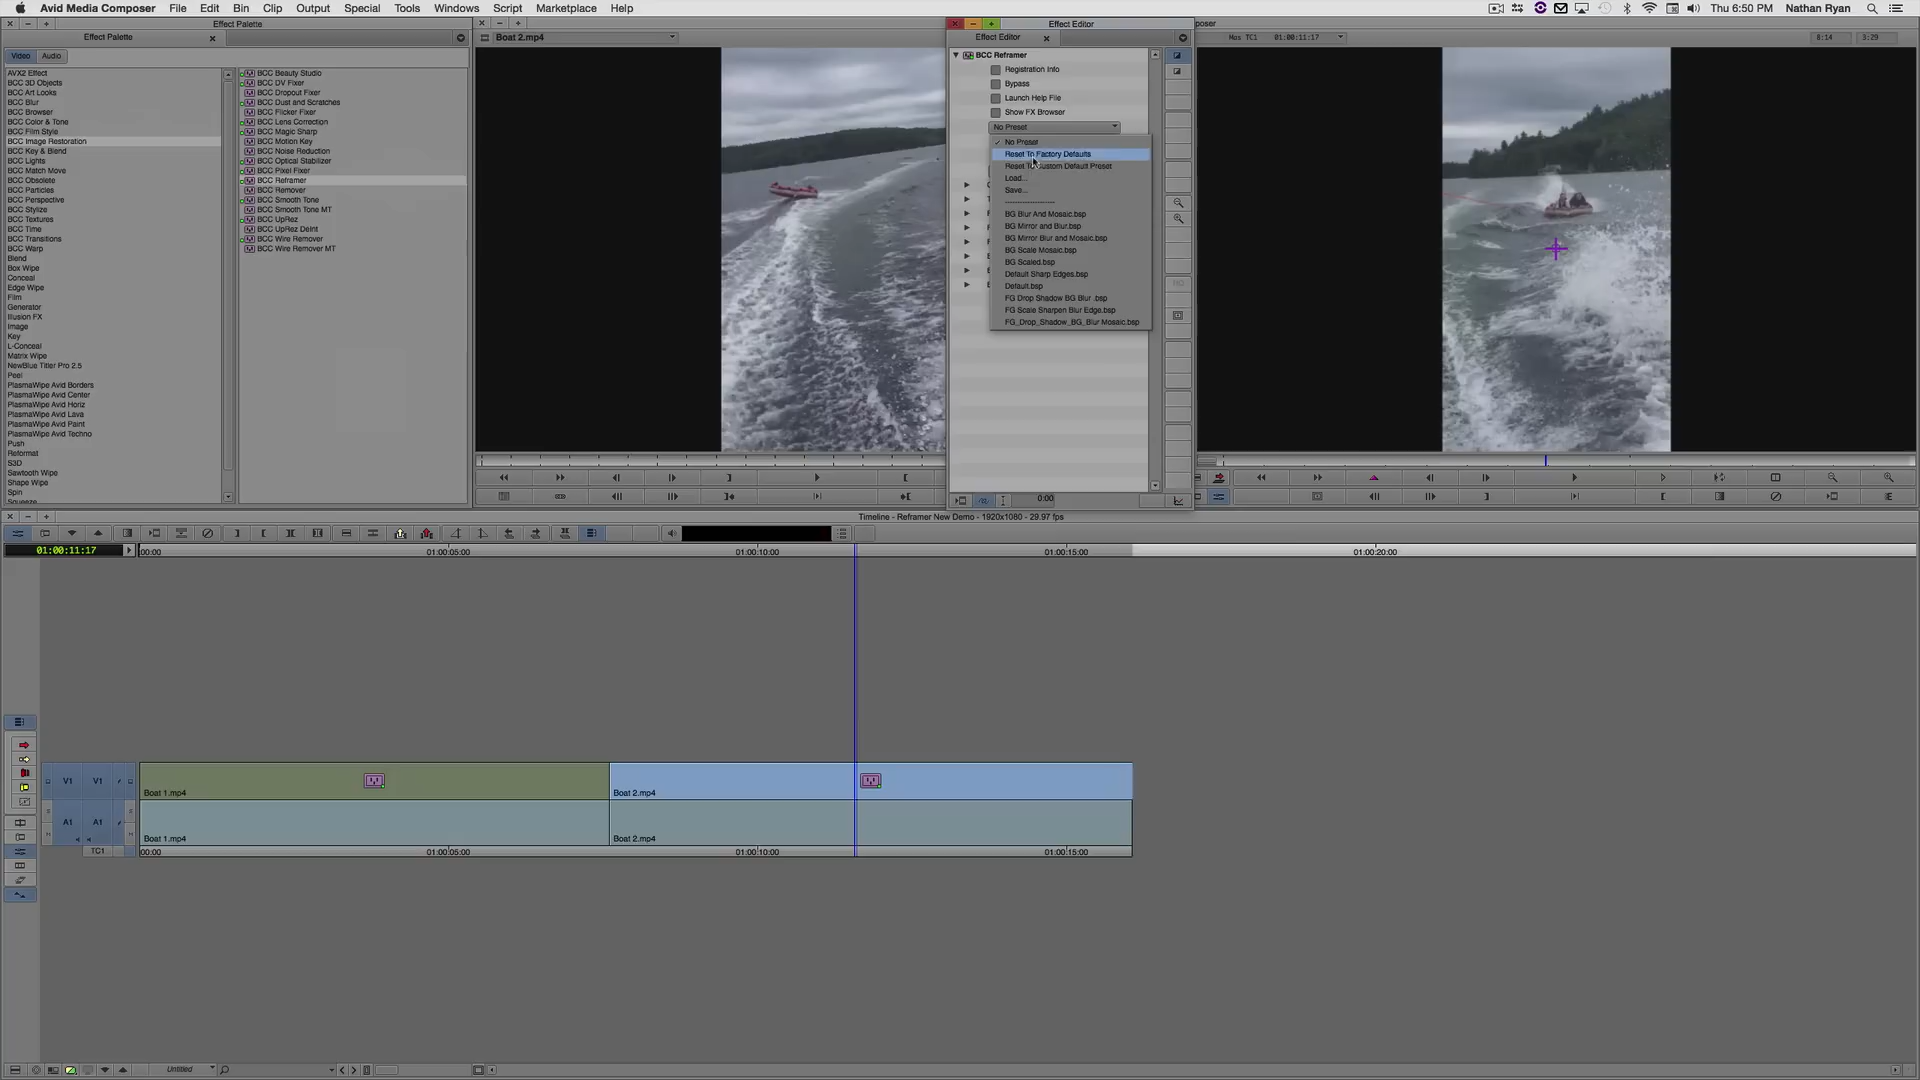 Avid Media Composer File Edit Bin Clip Output Special Tools Windows Script Marketplace Help Thu 6:50 PM Nathan Ryan
Effect Palette
Effect Palette
Video Audio
AVX2 Effect
BCC 3D Objects
BCC Art Looks
BCC Blur
BCC Browser
BCC Color & Tone
BCC Film Style
BCC Image Restoration
BCC Key & Blend
BCC Lights
BCC Match Move
BCC Obsolete
BCC Particles
BCC Perspective
BCC Stylize
BCC Textures
BCC Time
BCC Transitions
BCC Warp
Blend
Box Wipe
Conceal
Edge Wipe
Film
Generator
Illusion FX
Image
Key
L-Conceal
Matrix Wipe
NewBlue Titler Pro 2.5
Peel
PlasmaWipe Avid Borders
PlasmaWipe Avid Center
PlasmaWipe Avid Horiz
PlasmaWipe Avid Lava
PlasmaWipe Avid Paint
PlasmaWipe Avid Techno
Push
Reformat
S3D
Sawtooth Wipe
Shape Wipe
Spin
Squeeze
BCC Beauty Studio
BCC DV Fixer
BCC Dropout Fixer
BCC Dust and Scratches
BCC Flicker Fixer
BCC Lens Correction
BCC Magic Sharp
BCC Motion Key
BCC Noise Reduction
BCC Optical Stabilizer
BCC Pixel Fixer
BCC Reframer
BCC Remover
BCC Smooth Tone
BCC Smooth Tone MT
BCC UpRez
BCC UpRez DeInt
BCC Wire Remover
BCC Wire Remover MT
Boat 2.mp4
Effect Editor
Effect Editor
BCC Reframer
Registration Info
Bypass
Launch Help File
Show FX Browser
No Preset
No Preset
Reset To Factory Defaults
Reset To Custom Default Preset
Load...
Save...
--------------------
BG Blur And Mosaic.bsp
BG Mirror and Blur.bsp
BG Mirror Blur and Mosaic.bsp
BG Scale Mosaic.bsp
BG Scaled.bsp
Default Sharp Edges.bsp
Default.bsp
FG Drop Shadow BG Blur .bsp
FG Scale Sharpen Blur Edge.bsp
FG_Drop_Shadow_BG_Blur Mosaic.bsp
0:00
poser
Mas TC1 01:00:11:17 8:14 3:29
Timeline - Reframer New Demo - 1920x1080 - 29.97 fps
01:00:11:17 00:00 01:00:05:00 01:00:10:00 01:00:15:00 01:00:20:00
V1 V1
Boat 1.mp4 Boat 2.mp4
A1 A1
Boat 1.mp4 Boat 2.mp4
TC1 00:00 01:00:05:00 01:00:10:00 01:00:15:00
Untitled